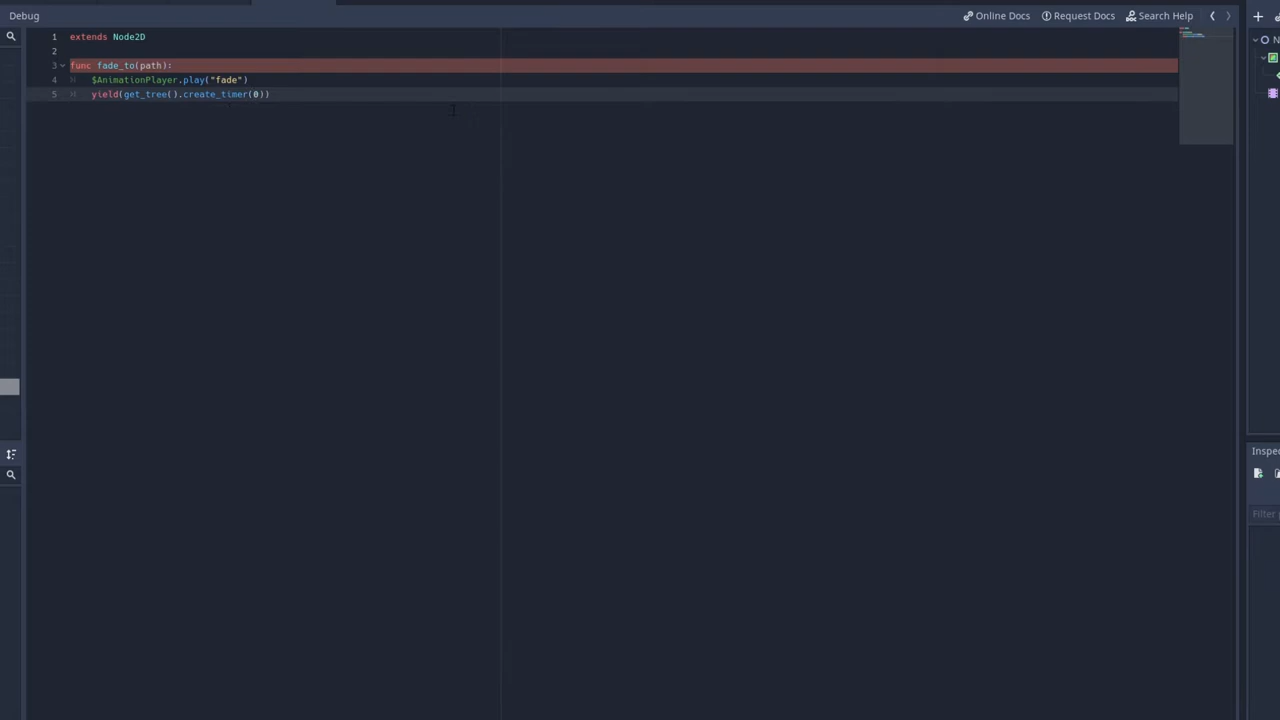 Debug
Online Docs
Request Docs
Search Help
1 extends Node2D
2
3 func fade_to(path):
4 $AnimationPlayer.play("fade")
5 yield(get_tree().create_timer(0))
N
Inspe
Filter